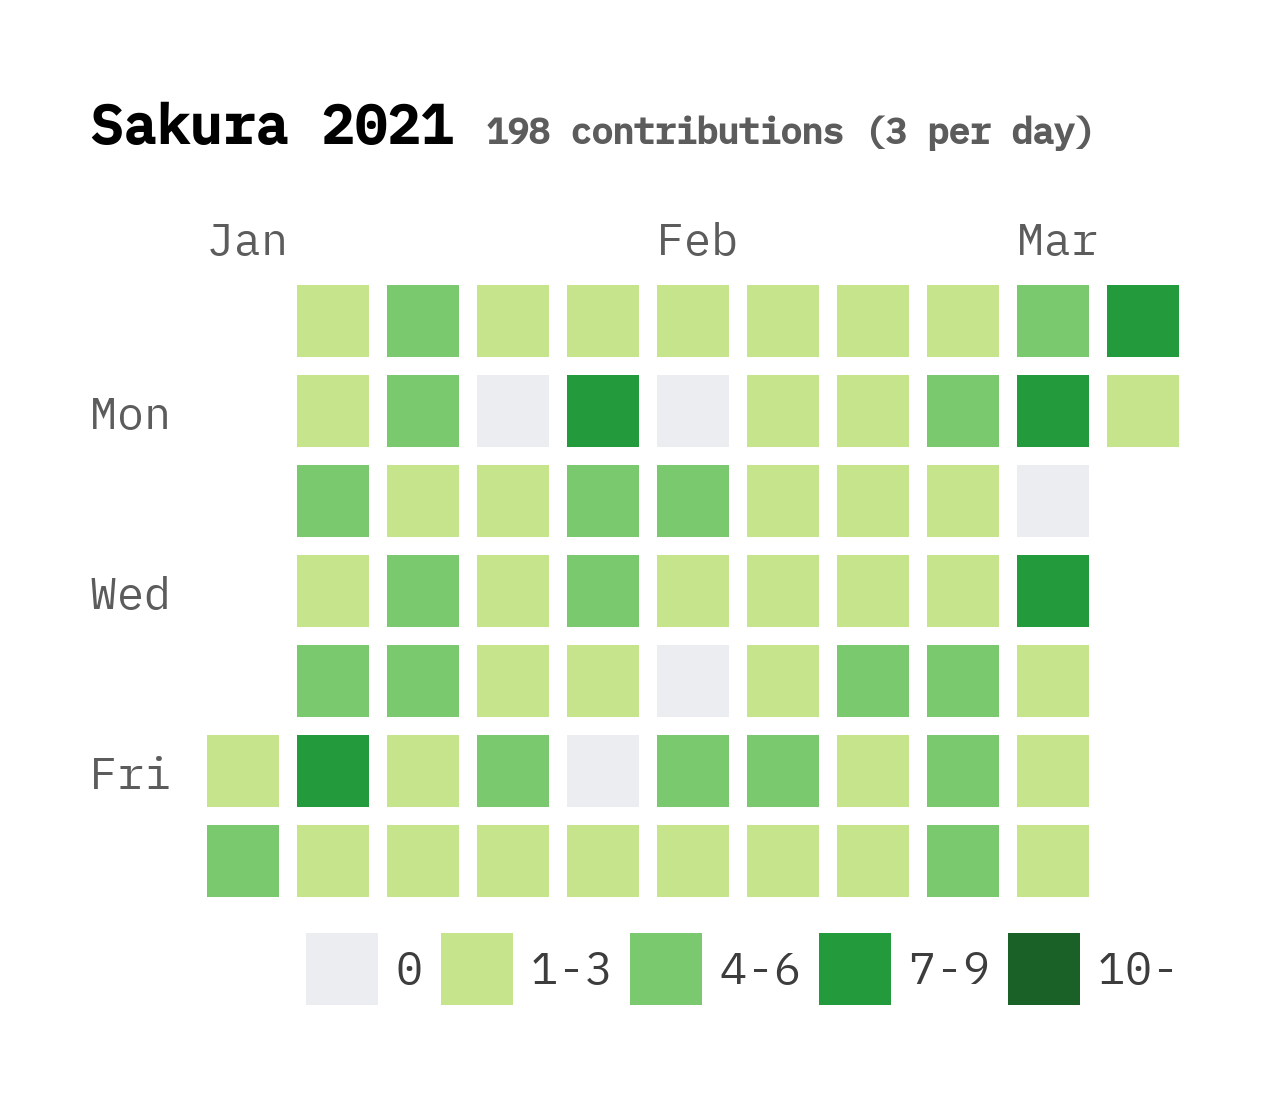 Sakura 2021 198 contributions (3 per day)
Jan Feb Mar
Mon
Wed
Fri
0 1-3 4-6 7-9 10-